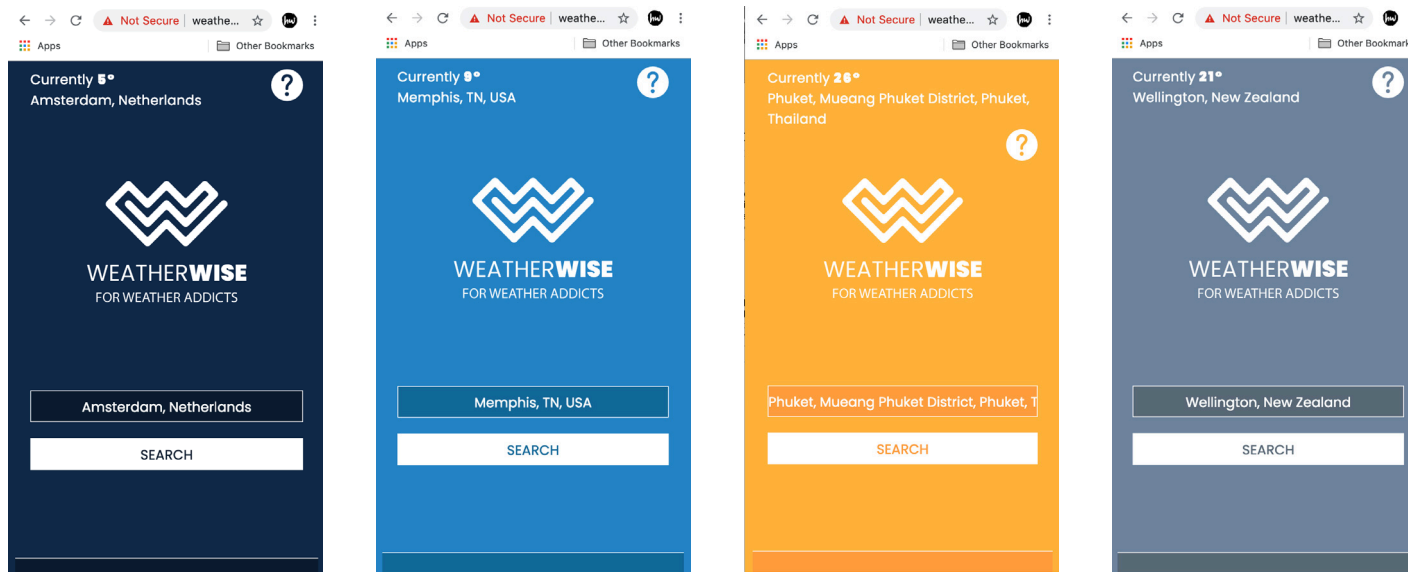 Not Secure weathe...
Apps Other Bookmarks
Currently 5°
Amsterdam, Netherlands
?
WEATHERWISE
FOR WEATHER ADDICTS
Amsterdam, Netherlands
SEARCH
Not Secure weathe...
Apps Other Bookmarks
Currently 9°
Memphis, TN, USA
?
WEATHERWISE
FOR WEATHER ADDICTS
Memphis, TN, USA
SEARCH
Not Secure weathe...
Apps Other Bookmarks
Currently 26°
Phuket, Mueang Phuket District, Phuket,
Thailand
?
WEATHERWISE
FOR WEATHER ADDICTS
Phuket, Mueang Phuket District, Phuket, T
SEARCH
Not Secure weathe...
Apps Other Bookmark
Currently 21°
Wellington, New Zealand
?
WEATHERWISE
FOR WEATHER ADDICTS
Wellington, New Zealand
SEARCH